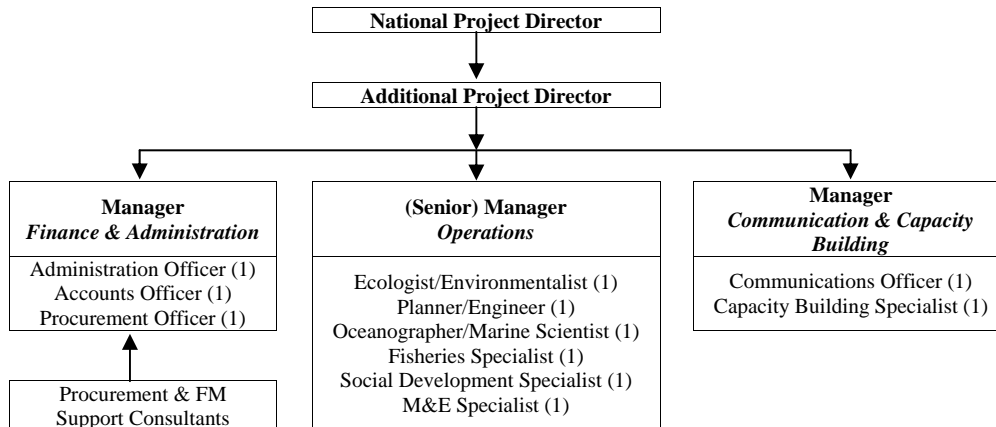 National Project Director
Additional Project Director
Manager
Finance & Administration
Administration Officer (1)
Accounts Officer (1)
Procurement Officer (1)
Procurement & FM
Support Consultants
(Senior) Manager
Operations
Ecologist/Environmentalist (1)
Planner/Engineer (1)
Oceanographer/Marine Scientist (1)
Fisheries Specialist (1)
Social Development Specialist (1)
M&E Specialist (1)
Manager
Communication & Capacity
Building
Communications Officer (1)
Capacity Building Specialist (1)